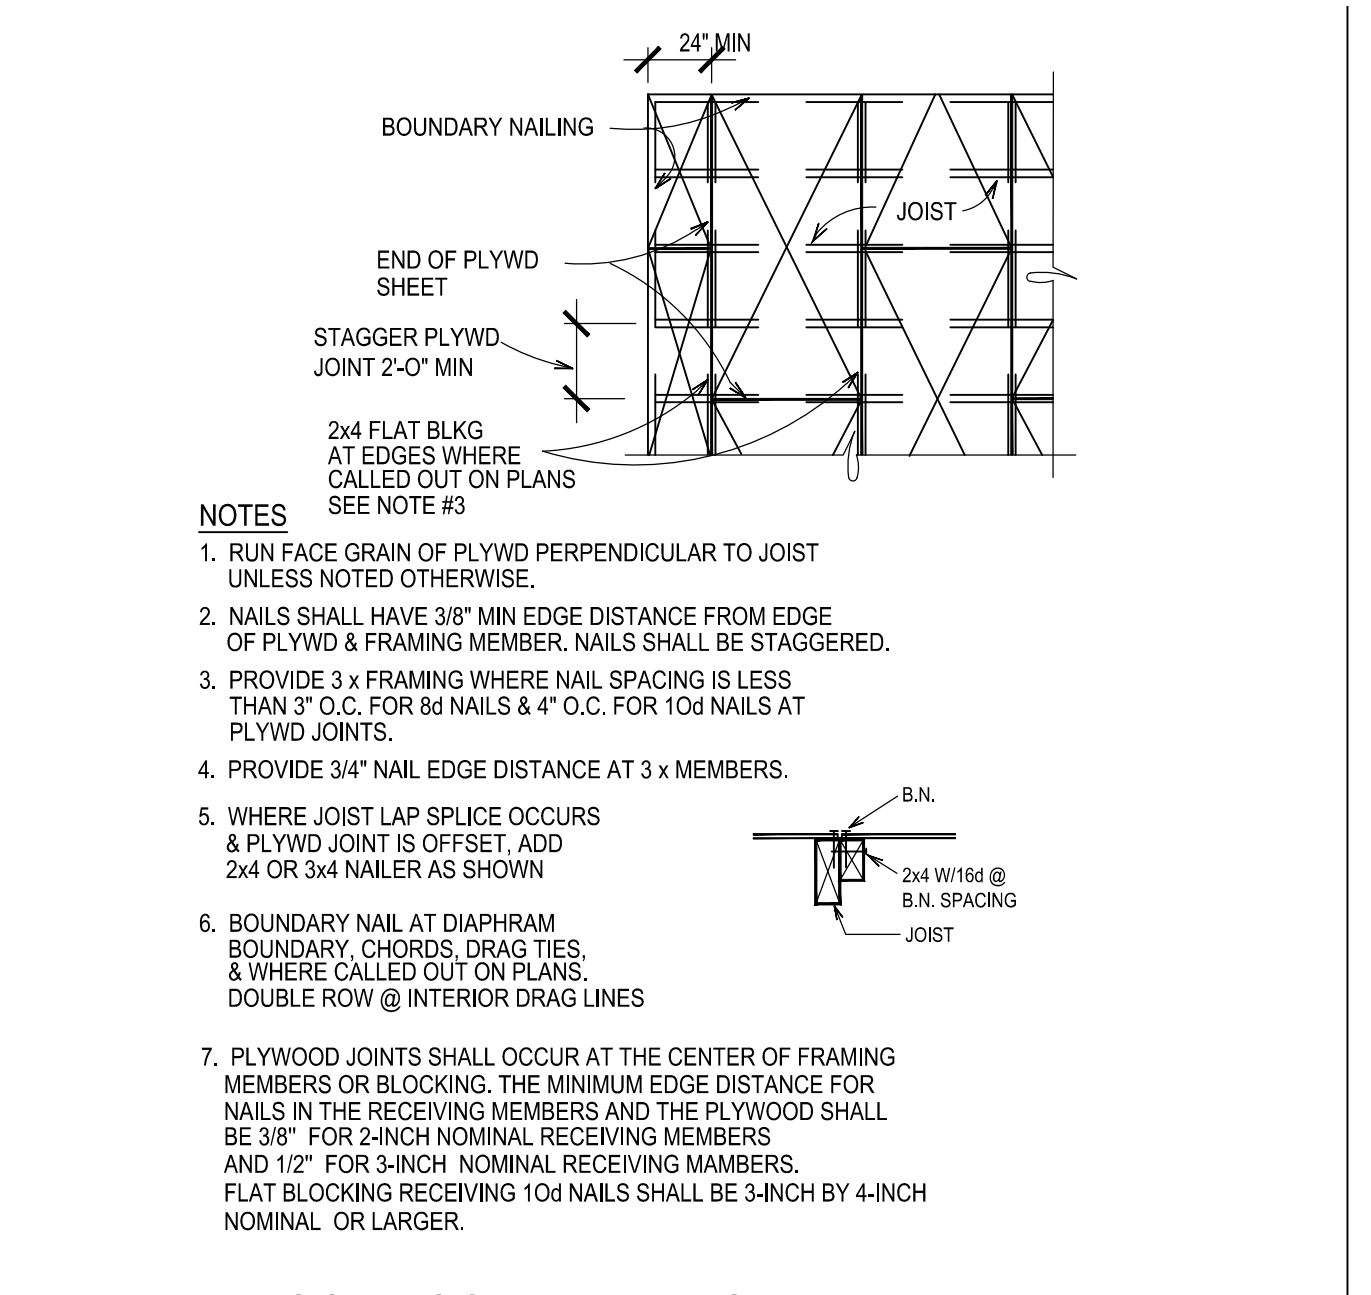 24" MIN
BOUNDARY NAILING
JOIST
END OF PLYWD
SHEET
STAGGER PLYWD
JOINT 2'-O" MIN
2x4 FLAT BLKG
AT EDGES WHERE
CALLED OUT ON PLANS
SEE NOTE #3
NOTES
1. RUN FACE GRAIN OF PLYWD PERPENDICULAR TO JOIST
UNLESS NOTED OTHERWISE.
2. NAILS SHALL HAVE 3/8" MIN EDGE DISTANCE FROM EDGE
OF PLYWD & FRAMING MEMBER. NAILS SHALL BE STAGGERED.
3. PROVIDE 3 x FRAMING WHERE NAIL SPACING IS LESS
THAN 3" O.C. FOR 8d NAILS & 4" O.C. FOR 1Od NAILS AT
PLYWD JOINTS.
4. PROVIDE 3/4" NAIL EDGE DISTANCE AT 3 x MEMBERS.
5. WHERE JOIST LAP SPLICE OCCURS
& PLYWD JOINT IS OFFSET, ADD
2x4 OR 3x4 NAILER AS SHOWN
B.N.
2x4 W/16d @
B.N. SPACING
JOIST
6. BOUNDARY NAIL AT DIAPHRAM
BOUNDARY, CHORDS, DRAG TIES,
& WHERE CALLED OUT ON PLANS.
DOUBLE ROW @ INTERIOR DRAG LINES
7. PLYWOOD JOINTS SHALL OCCUR AT THE CENTER OF FRAMING
MEMBERS OR BLOCKING. THE MINIMUM EDGE DISTANCE FOR
NAILS IN THE RECEIVING MEMBERS AND THE PLYWOOD SHALL
BE 3/8" FOR 2-INCH NOMINAL RECEIVING MEMBERS
AND 1/2" FOR 3-INCH NOMINAL RECEIVING MAMBERS.
FLAT BLOCKING RECEIVING 1Od NAILS SHALL BE 3-INCH BY 4-INCH
NOMINAL OR LARGER.